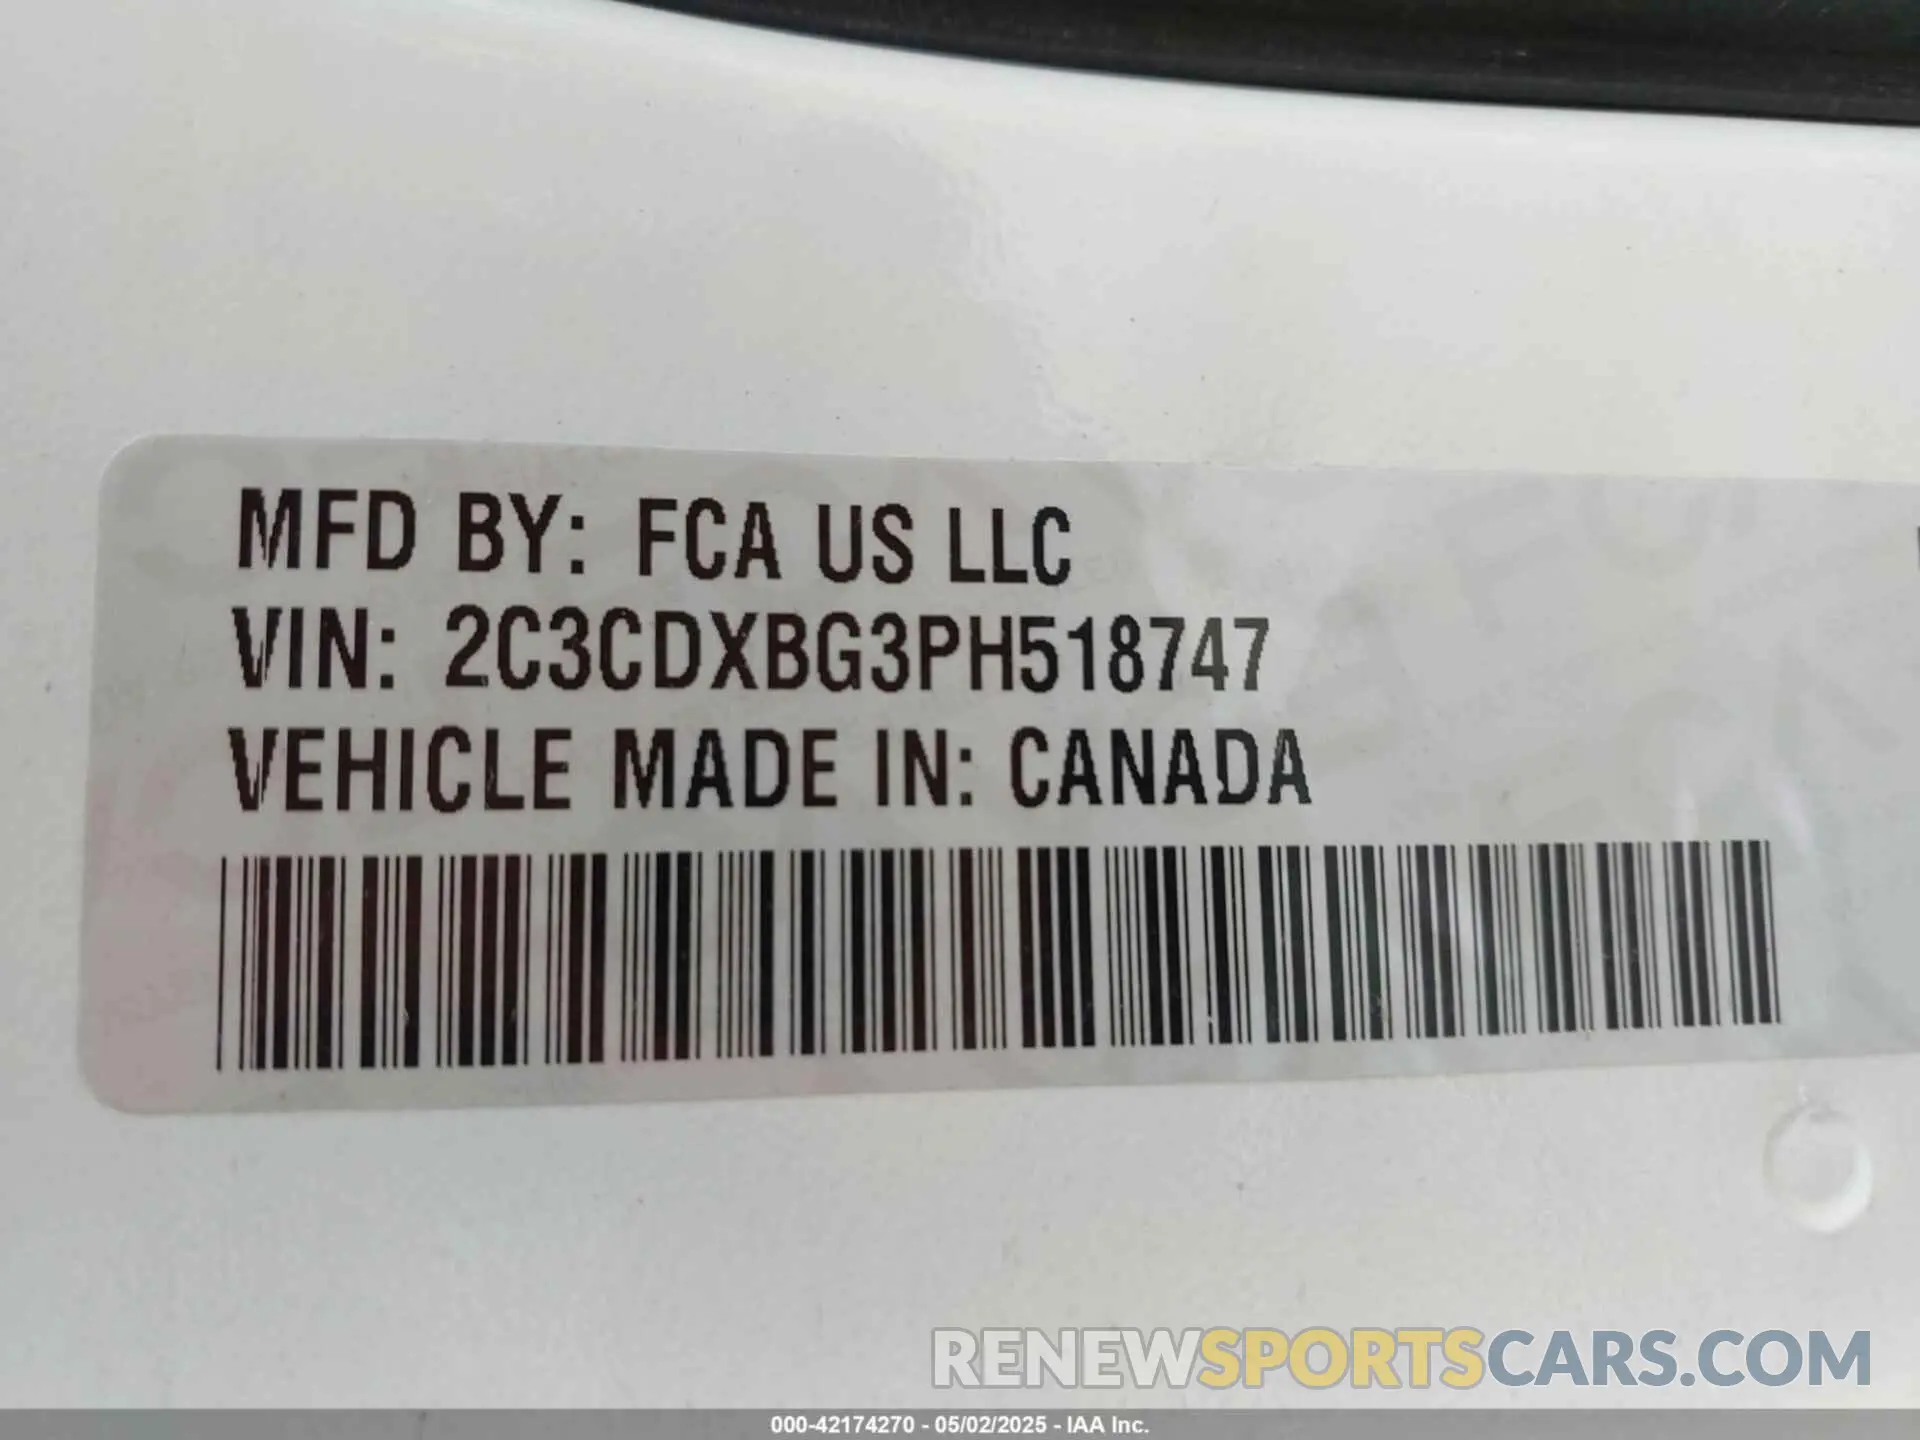 MFD BY: FCA US LLC
VIN: 2C3CDXBG3PH518747
VEHICLE MADE IN: CANADA
RENEWSPORTSCARS.COM
000-42174270 - 05/02/2025 - IAA Inc.